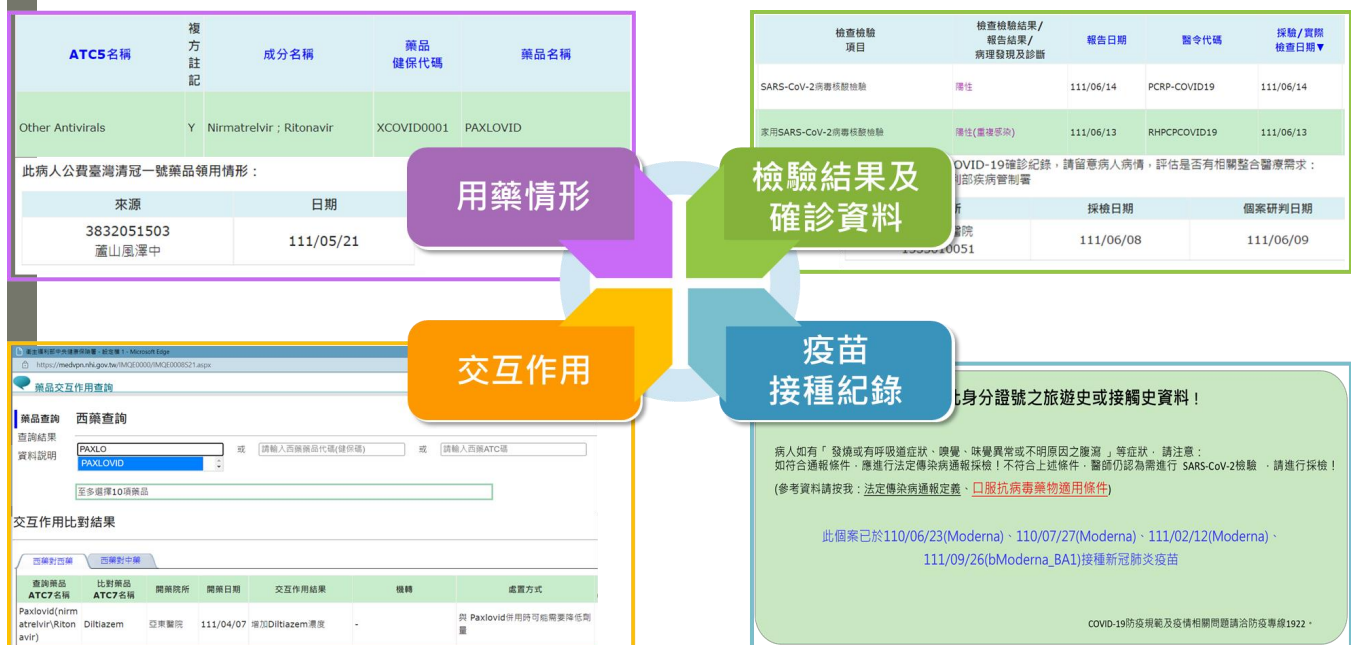 ATC5名稱
複方註記
成分名稱
藥品
健保代碼
藥品名稱
Other Antivirals
Y
Nirmatrelvir ; Ritonavir
XCOVID0001
PAXLOVID
此病人公費臺灣清冠一號藥品領用情形：
來源
日期
3832051503
蘆山風澤中
111/05/21
用藥情形
檢查檢驗
項目
檢查檢驗結果/
報告結果/
病理發現及診斷
報告日期
醫令代碼
採驗/實際
檢查日期▼
SARS-CoV-2病毒核酸檢驗
陽性
111/06/14
PCRP-COVID19
111/06/14
家用SARS-CoV-2病毒核酸檢驗
陽性(重複感染)
111/06/13
RHPCPCOVID19
111/06/13
OVID-19確診紀錄，請留意病人病情，評估是否有相關整合醫療需求：
部疾病管制署
採檢日期
個案研判日期
醫院
0051
111/06/08
111/06/09
檢驗結果及
確診資料
交互作用
https://medvpn.nhi.gov.tw/IMQE0000/IMQE0008S21.aspx
藥品交互作用查詢
藥品查詢
查詢結果
資料說明
西藥查詢
PAXLO
PAXLOVID
或
請輸入西藥藥品代碼(健保碼)
或
請輸入西藥ATC碼
至多選擇10項藥品
交互作用比對結果
西藥對西藥
西藥對中藥
查詢藥品
ATC7名稱
比對藥品
ATC7名稱
開藥院所
開藥日期
交互作用結果
機轉
處置方式
Paxlovid(nirm
atrelvir\Riton
avir)
Diltiazem
亞東醫院
111/04/07
增加Diltiazem濃度
-
與 Paxlovid併用時可能需要降低劑
量
疫苗
接種紀錄
身分證號之旅遊史或接觸史資料！
病人如有「 發燒或有呼吸道症狀、嗅覺、味覺異常或不明原因之腹瀉 」等症狀，請注意：
如符合通報條件，應進行法定傳染病通報採檢！不符合上述條件，醫師仍認為需進行 SARS-CoV-2檢驗 ，請進行採檢！
(參考資料請按我：法定傳染病通報定義、口服抗病毒藥物適用條件)
此個案已於110/06/23(Moderna)、110/07/27(Moderna)、111/02/12(Moderna)、
111/09/26(bModerna_BA1)接種新冠肺炎疫苗
COVID-19防疫規範及疫情相關問題請洽防疫專線1922。